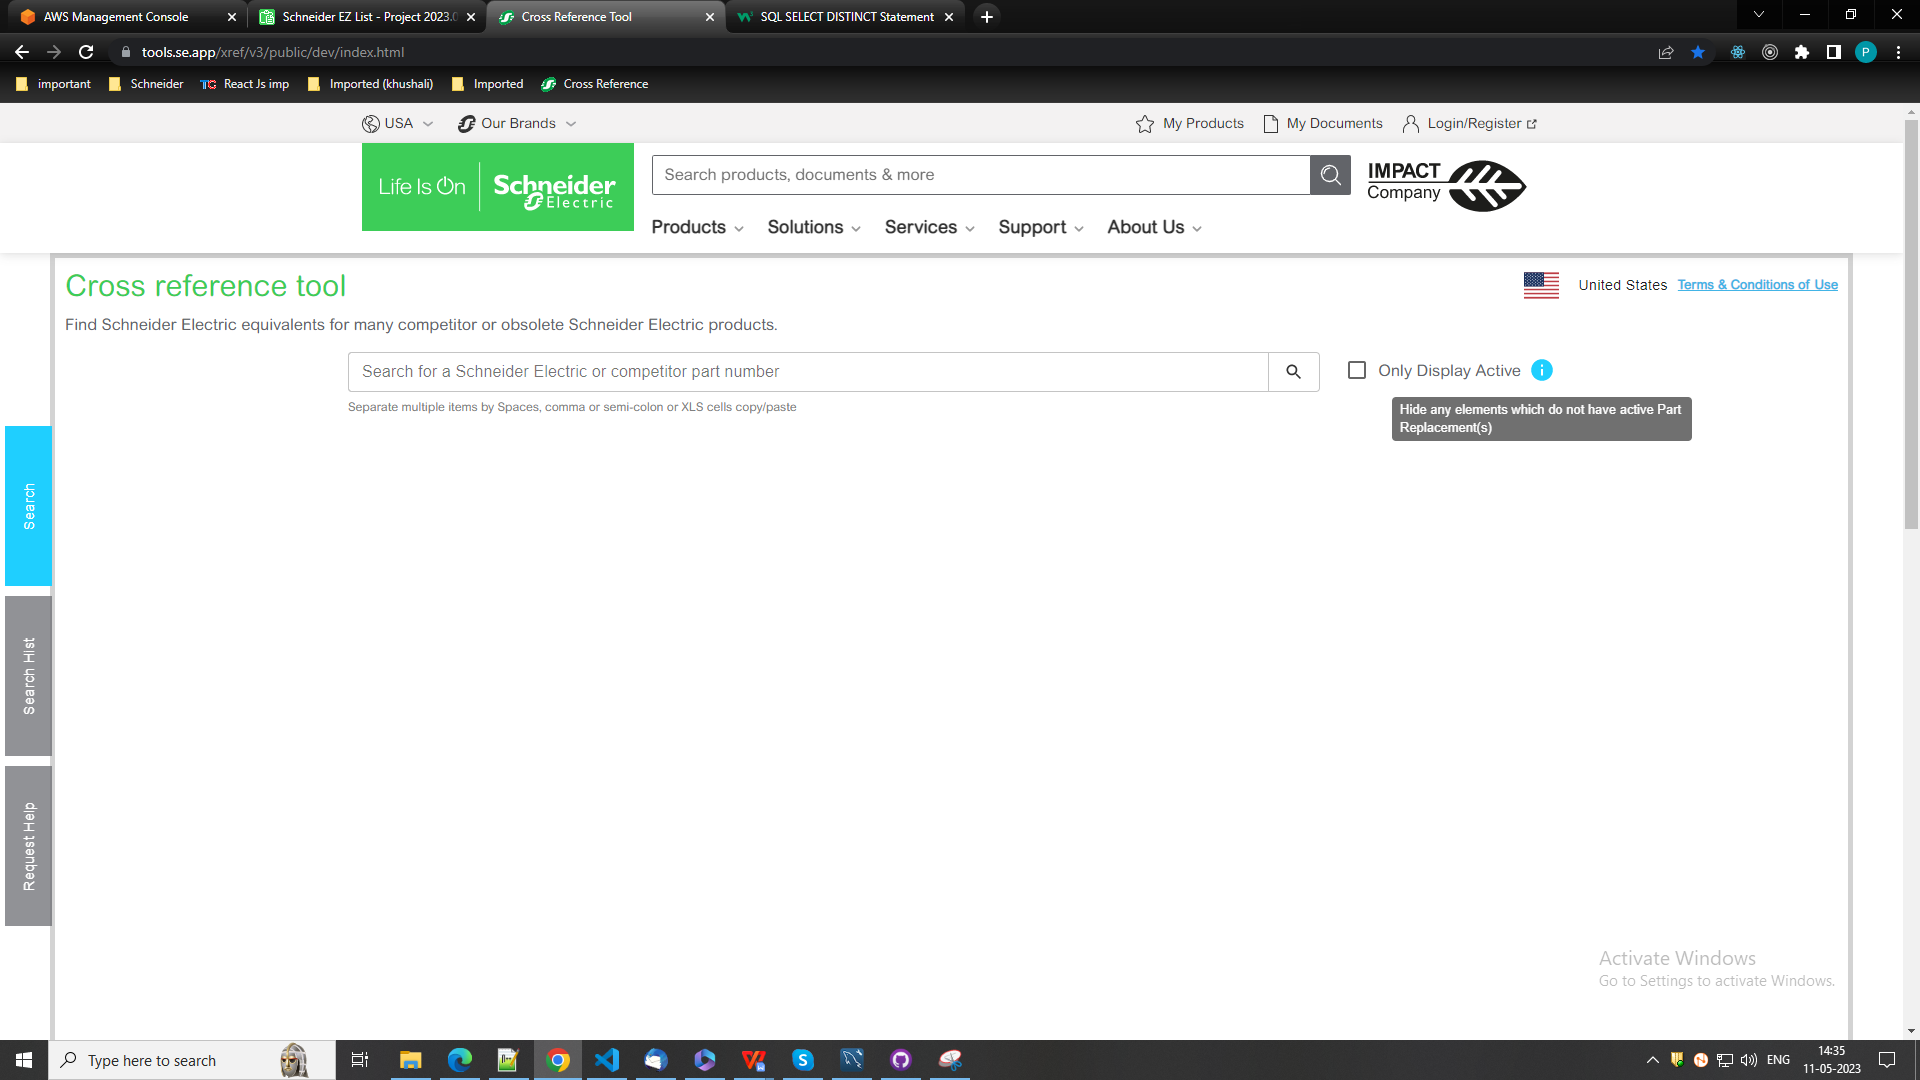 AWS Management Console
Schneider EZ List - Project 2023.0
Cross Reference Tool
SQL SELECT DISTINCT Statement
tools.se.app/xref/v3/public/dev/index.html
P
important
Schneider
TC React Js imp
Imported (khushali)
Imported
Cross Reference
USA
Our Brands
My Products
My Documents
Login/Register
Life Is On
Schneider
Electric
Search products, documents & more
IMPACT
Company
Products
Solutions
Services
Support
About Us
Cross reference tool
United States
Terms & Conditions of Use
Find Schneider Electric equivalents for many competitor or obsolete Schneider Electric products.
Search for a Schneider Electric or competitor part number
Only Display Active
i
Separate multiple items by Spaces, comma or semi-colon or XLS cells copy/paste
Hide any elements which do not have active Part
Replacement(s)
Search
Search Hist
Request Help
Activate Windows
Go to Settings to activate Windows.
Type here to search
ENG
14:35
11-05-2023